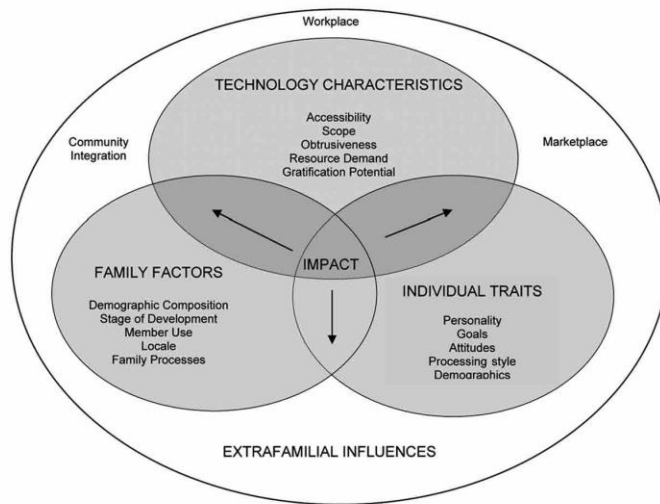 Workplace
TECHNOLOGY CHARACTERISTICS
Accessibility
Scope
Obtrusiveness
Resource Demand
Gratification Potential
Community
Integration
Marketplace
IMPACT
FAMILY FACTORS
Demographic Composition
Stage of Development
Member Use
Locale
Family Processes
INDIVIDUAL TRAITS
Personality
Goals
Attitudes
Processing style
Demographics
EXTRAFAMILIAL INFLUENCES